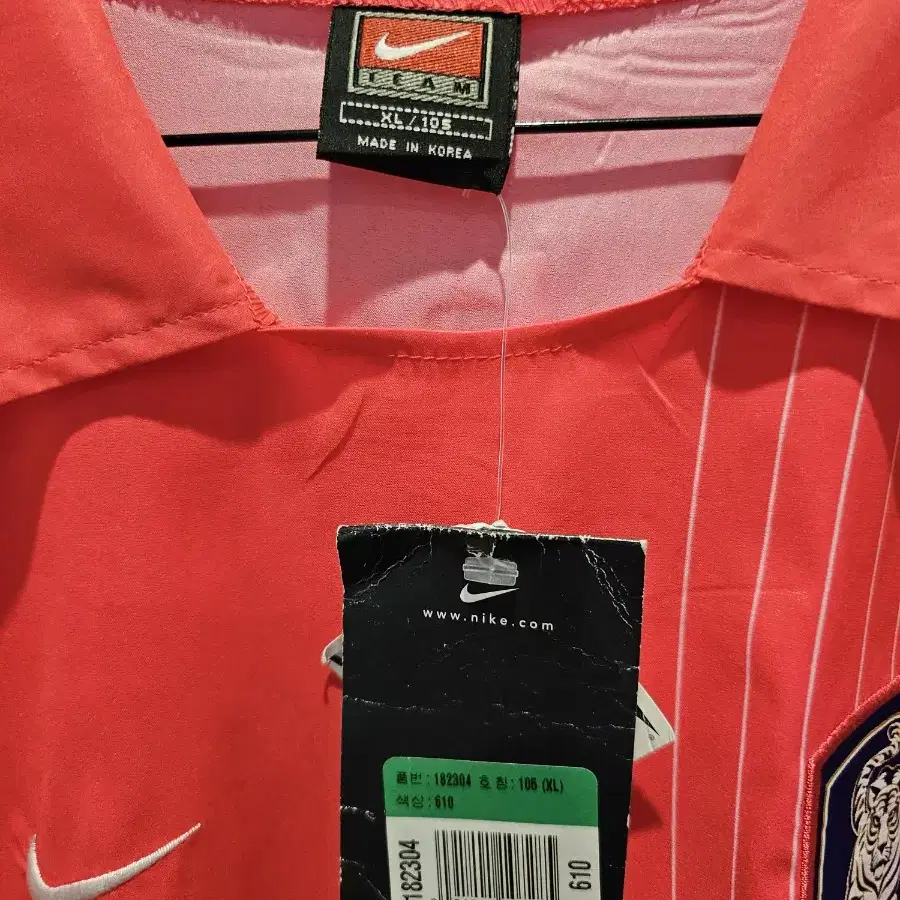 TEAM
XL/105
MADE IN KOREA
www.nike.com
품번 : 182304 호칭 : 105 (XL)
색상 : 610
182304
610